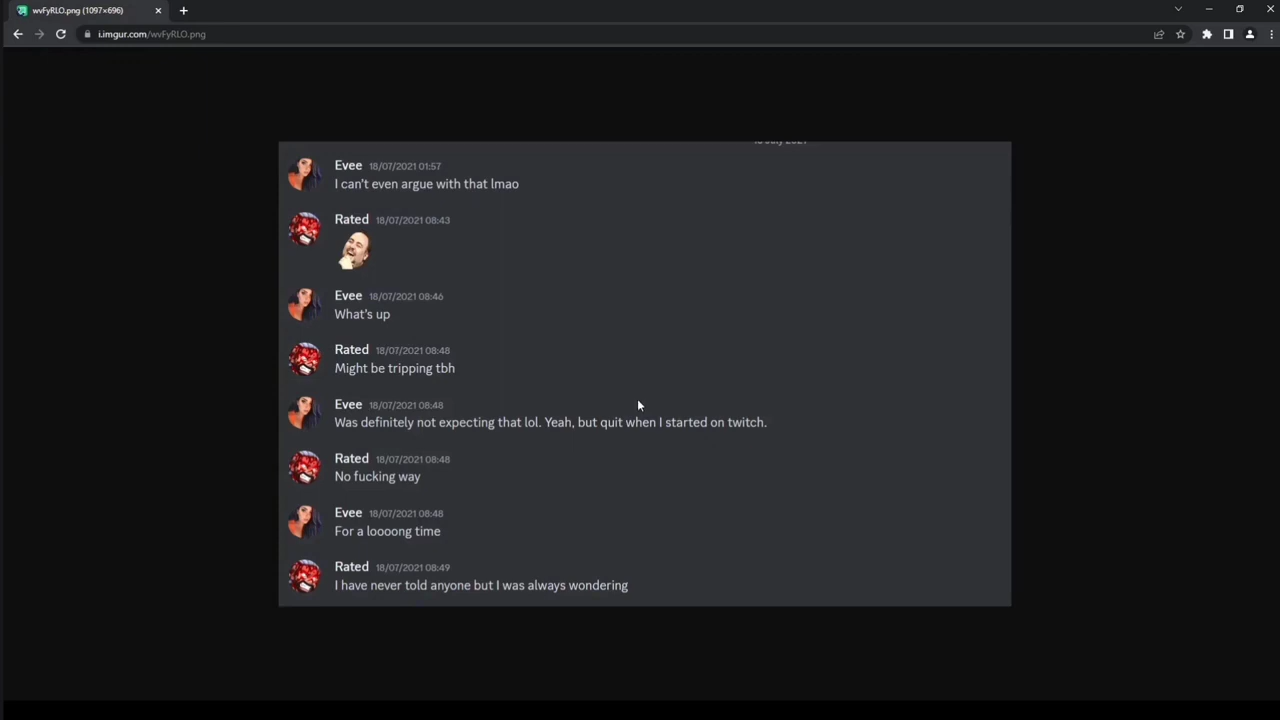 wvFyRLO.png (1097×696)
i.imgur.com/wvFyRLO.png
Evee 18/07/2021 01:57
I can't even argue with that lmao
Rated 18/07/2021 08:43
Evee 18/07/2021 08:46
What's up
Rated 18/07/2021 08:48
Might be tripping tbh
Evee 18/07/2021 08:48
Was definitely not expecting that lol. Yeah, but quit when I started on twitch.
Rated 18/07/2021 08:48
No fucking way
Evee 18/07/2021 08:48
For a loooong time
Rated 18/07/2021 08:49
I have never told anyone but I was always wondering